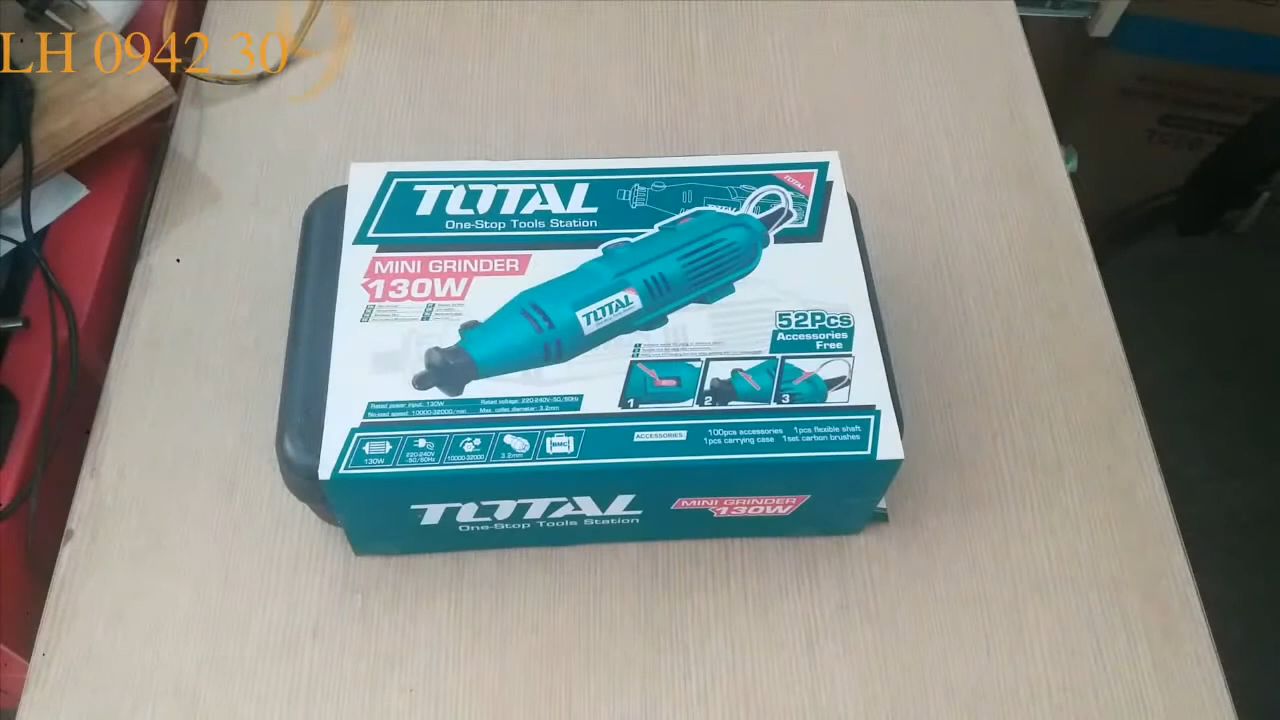 LH 0942 30
TOTAL
One-Stop Tools Station
TOTAL
MINI GRINDER
130W
TOTAL
52Pcs
Accessories
Free
1
2
3
Rated power input: 130W
Rated voltage: 220-240V~50/60Hz
No-load speed: 10000-32000/min
Max. collet diameter: 3.2mm
130W
220-240V
~50/60Hz
10000-32000
3.2mm
BMC
ACCESSORIES
100pcs accessories
1pcs flexible shaft
1pcs carrying case
1set carbon brushes
TOTAL
One-Stop Tools Station
MINI GRINDER
130W